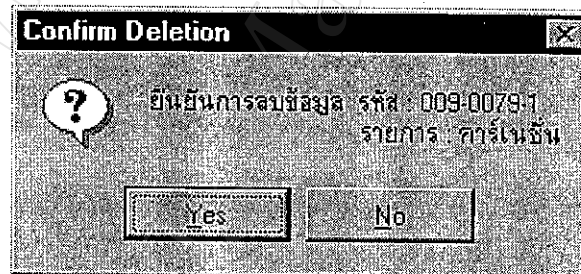 Confirm Deletion
ยืนยันการลบข้อมูล รหัส : 009-0079-1
รายการ : คาร์เนชั่น
Yes
No